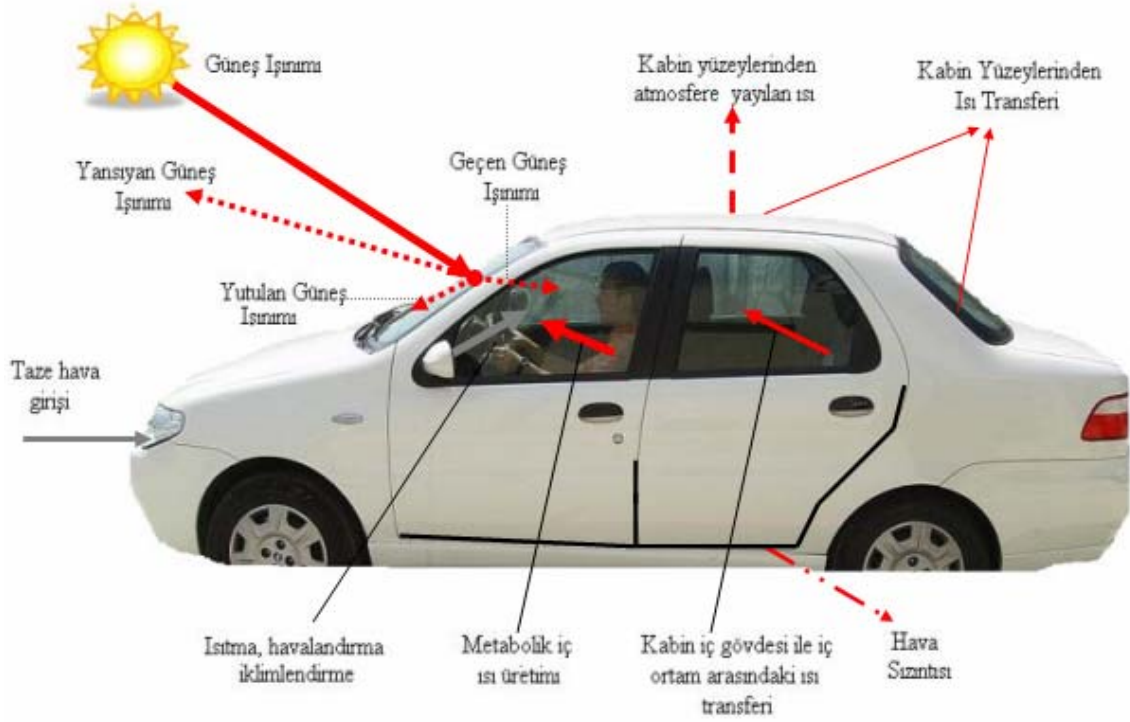 Güneş Işınımı
Kabin yüzeylerinden
atmosfere yayılan ısı
Kabin Yüzeylerinden
Isı Transferi
Yansıyan Güneş
Işınımı
Geçen Güneş
Işınımı
Yutulan Güneş
Işınımı
Taze hava
girişi
Isıtma, havalandırma
iklimlendirme
Metabolik iç
ısı üretimi
Kabin iç gövdesi ile iç
ortam arasındaki ısı
transferi
Hava
Sızıntısı